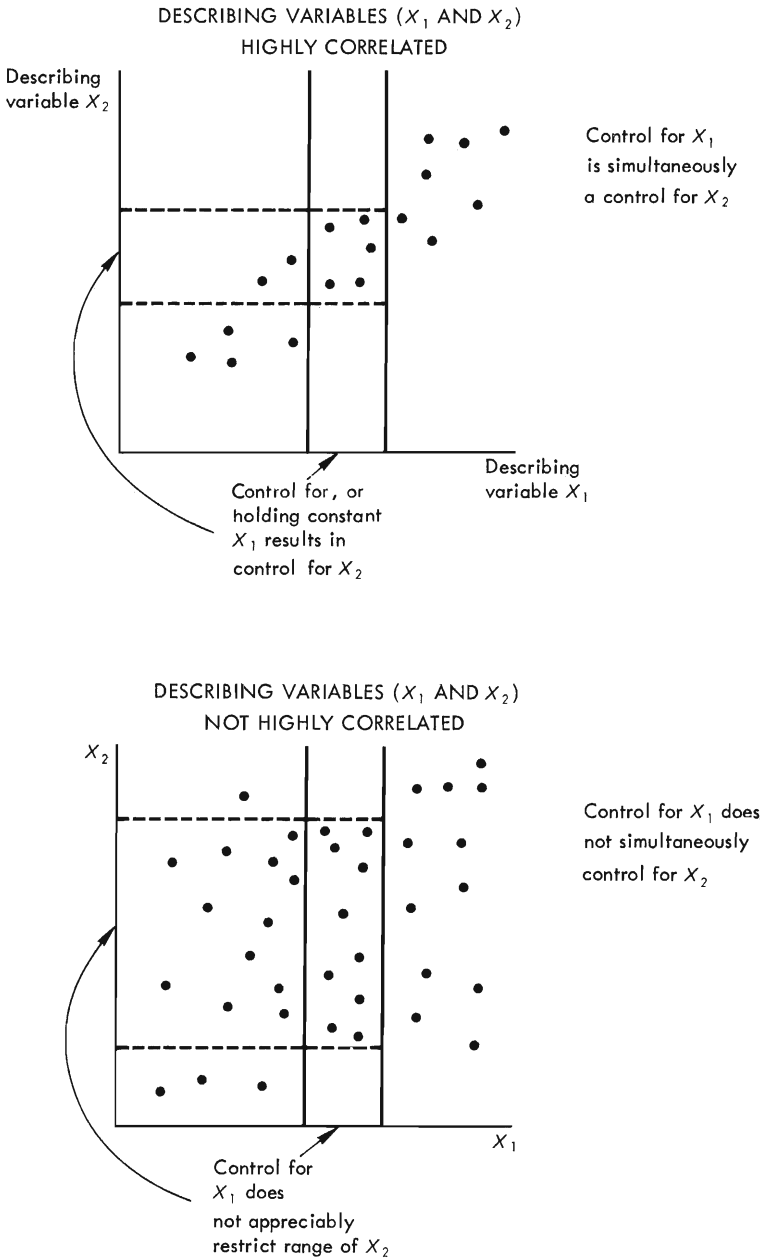 DESCRIBING VARIABLES (X₁ AND X₂)
HIGHLY CORRELATED
Describing
variable X₂
Control for X₁
is simultaneously
a control for X₂
Describing
variable X₁
Control for, or
holding constant
X₁ results in
control for X₂
DESCRIBING VARIABLES (X₁ AND X₂)
NOT HIGHLY CORRELATED
X₂
Control for X₁ does
not simultaneously
control for X₂
X₁
Control for
X₁ does
not appreciably
restrict range of X₂